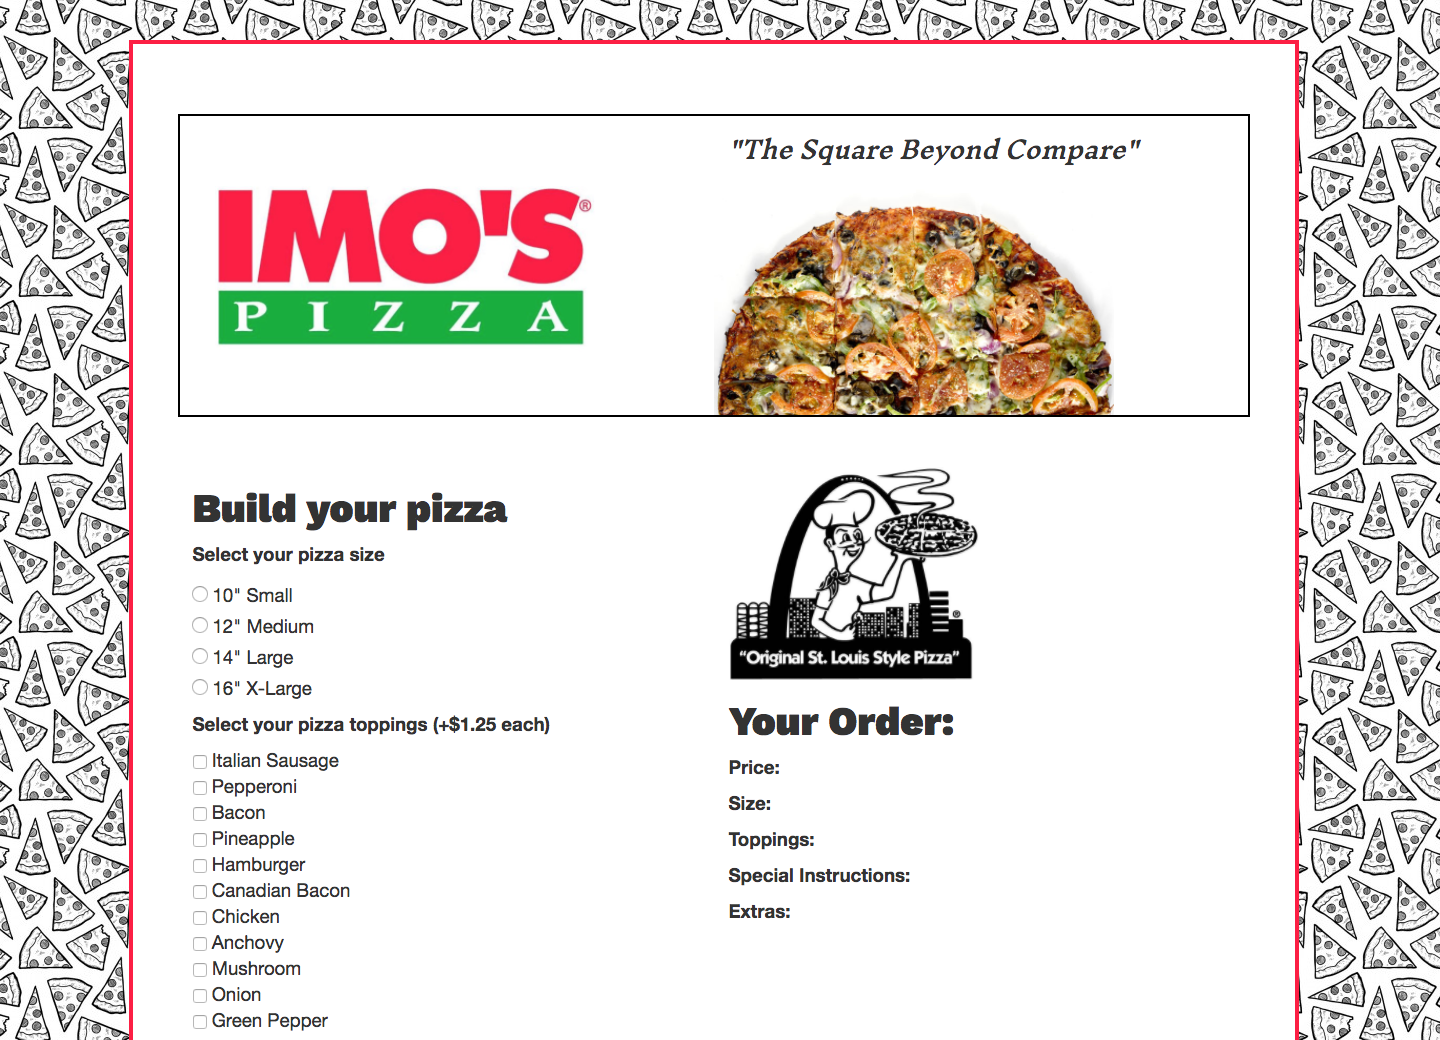 "The Square Beyond Compare"
IMO'S®
PIZZA
Build your pizza
Select your pizza size
10" Small
12" Medium
14" Large
16" X-Large
Select your pizza toppings (+$1.25 each)
Italian Sausage
Pepperoni
Bacon
Pineapple
Hamburger
Canadian Bacon
Chicken
Anchovy
Mushroom
Onion
Green Pepper
®
"Original St. Louis Style Pizza"
Your Order:
Price:
Size:
Toppings:
Special Instructions:
Extras: